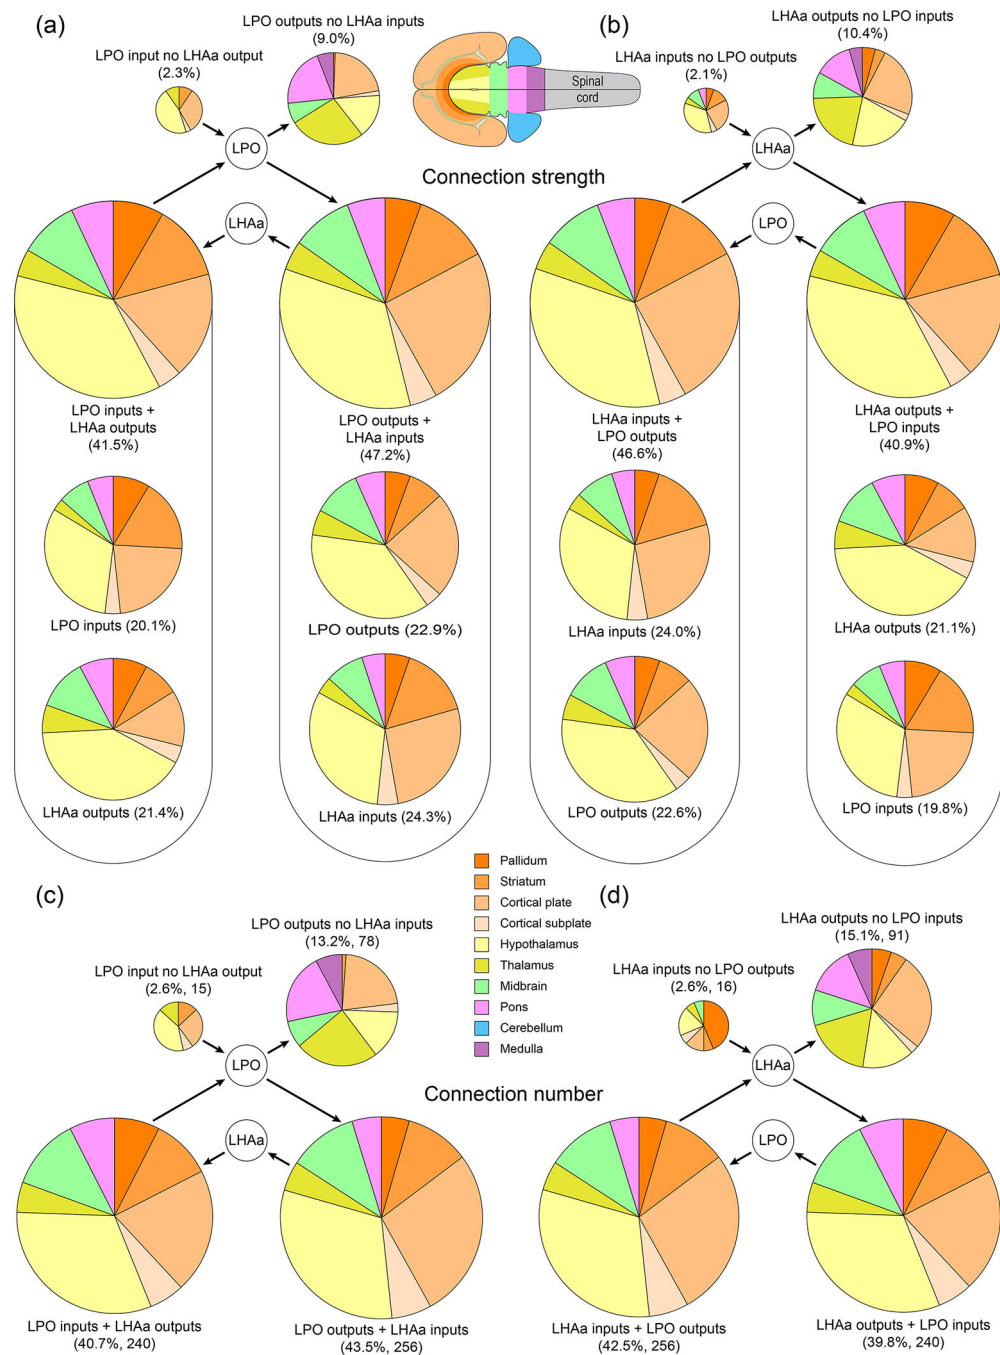 (a)
LPO outputs no LHAa inputs
(9.0%)
LPO input no LHAa output
(2.3%)
LPO
LHAa
Spinal
cord
Connection strength
(b)
LHAa outputs no LPO inputs
(10.4%)
LHAa inputs no LPO outputs
(2.1%)
LHAa
LPO
LPO inputs +
LHAa outputs
(41.5%)
LPO outputs +
LHAa inputs
(47.2%)
LHAa inputs +
LPO outputs
(46.6%)
LHAa outputs +
LPO inputs
(40.9%)
LPO inputs (20.1%)
LPO outputs (22.9%)
LHAa inputs (24.0%)
LHAa outputs (21.1%)
LHAa outputs (21.4%)
LHAa inputs (24.3%)
LPO outputs (22.6%)
LPO inputs (19.8%)
Pallidum
Striatum
Cortical plate
Cortical subplate
Hypothalamus
Thalamus
Midbrain
Pons
Cerebellum
Medulla
(c)
LPO outputs no LHAa inputs
(13.2%, 78)
LPO input no LHAa output
(2.6%, 15)
LPO
LHAa
Connection number
(d)
LHAa outputs no LPO inputs
(15.1%, 91)
LHAa inputs no LPO outputs
(2.6%, 16)
LHAa
LPO
LPO inputs + LHAa outputs
(40.7%, 240)
LPO outputs + LHAa inputs
(43.5%, 256)
LHAa inputs + LPO outputs
(42.5%, 256)
LHAa outputs + LPO inputs
(39.8%, 240)